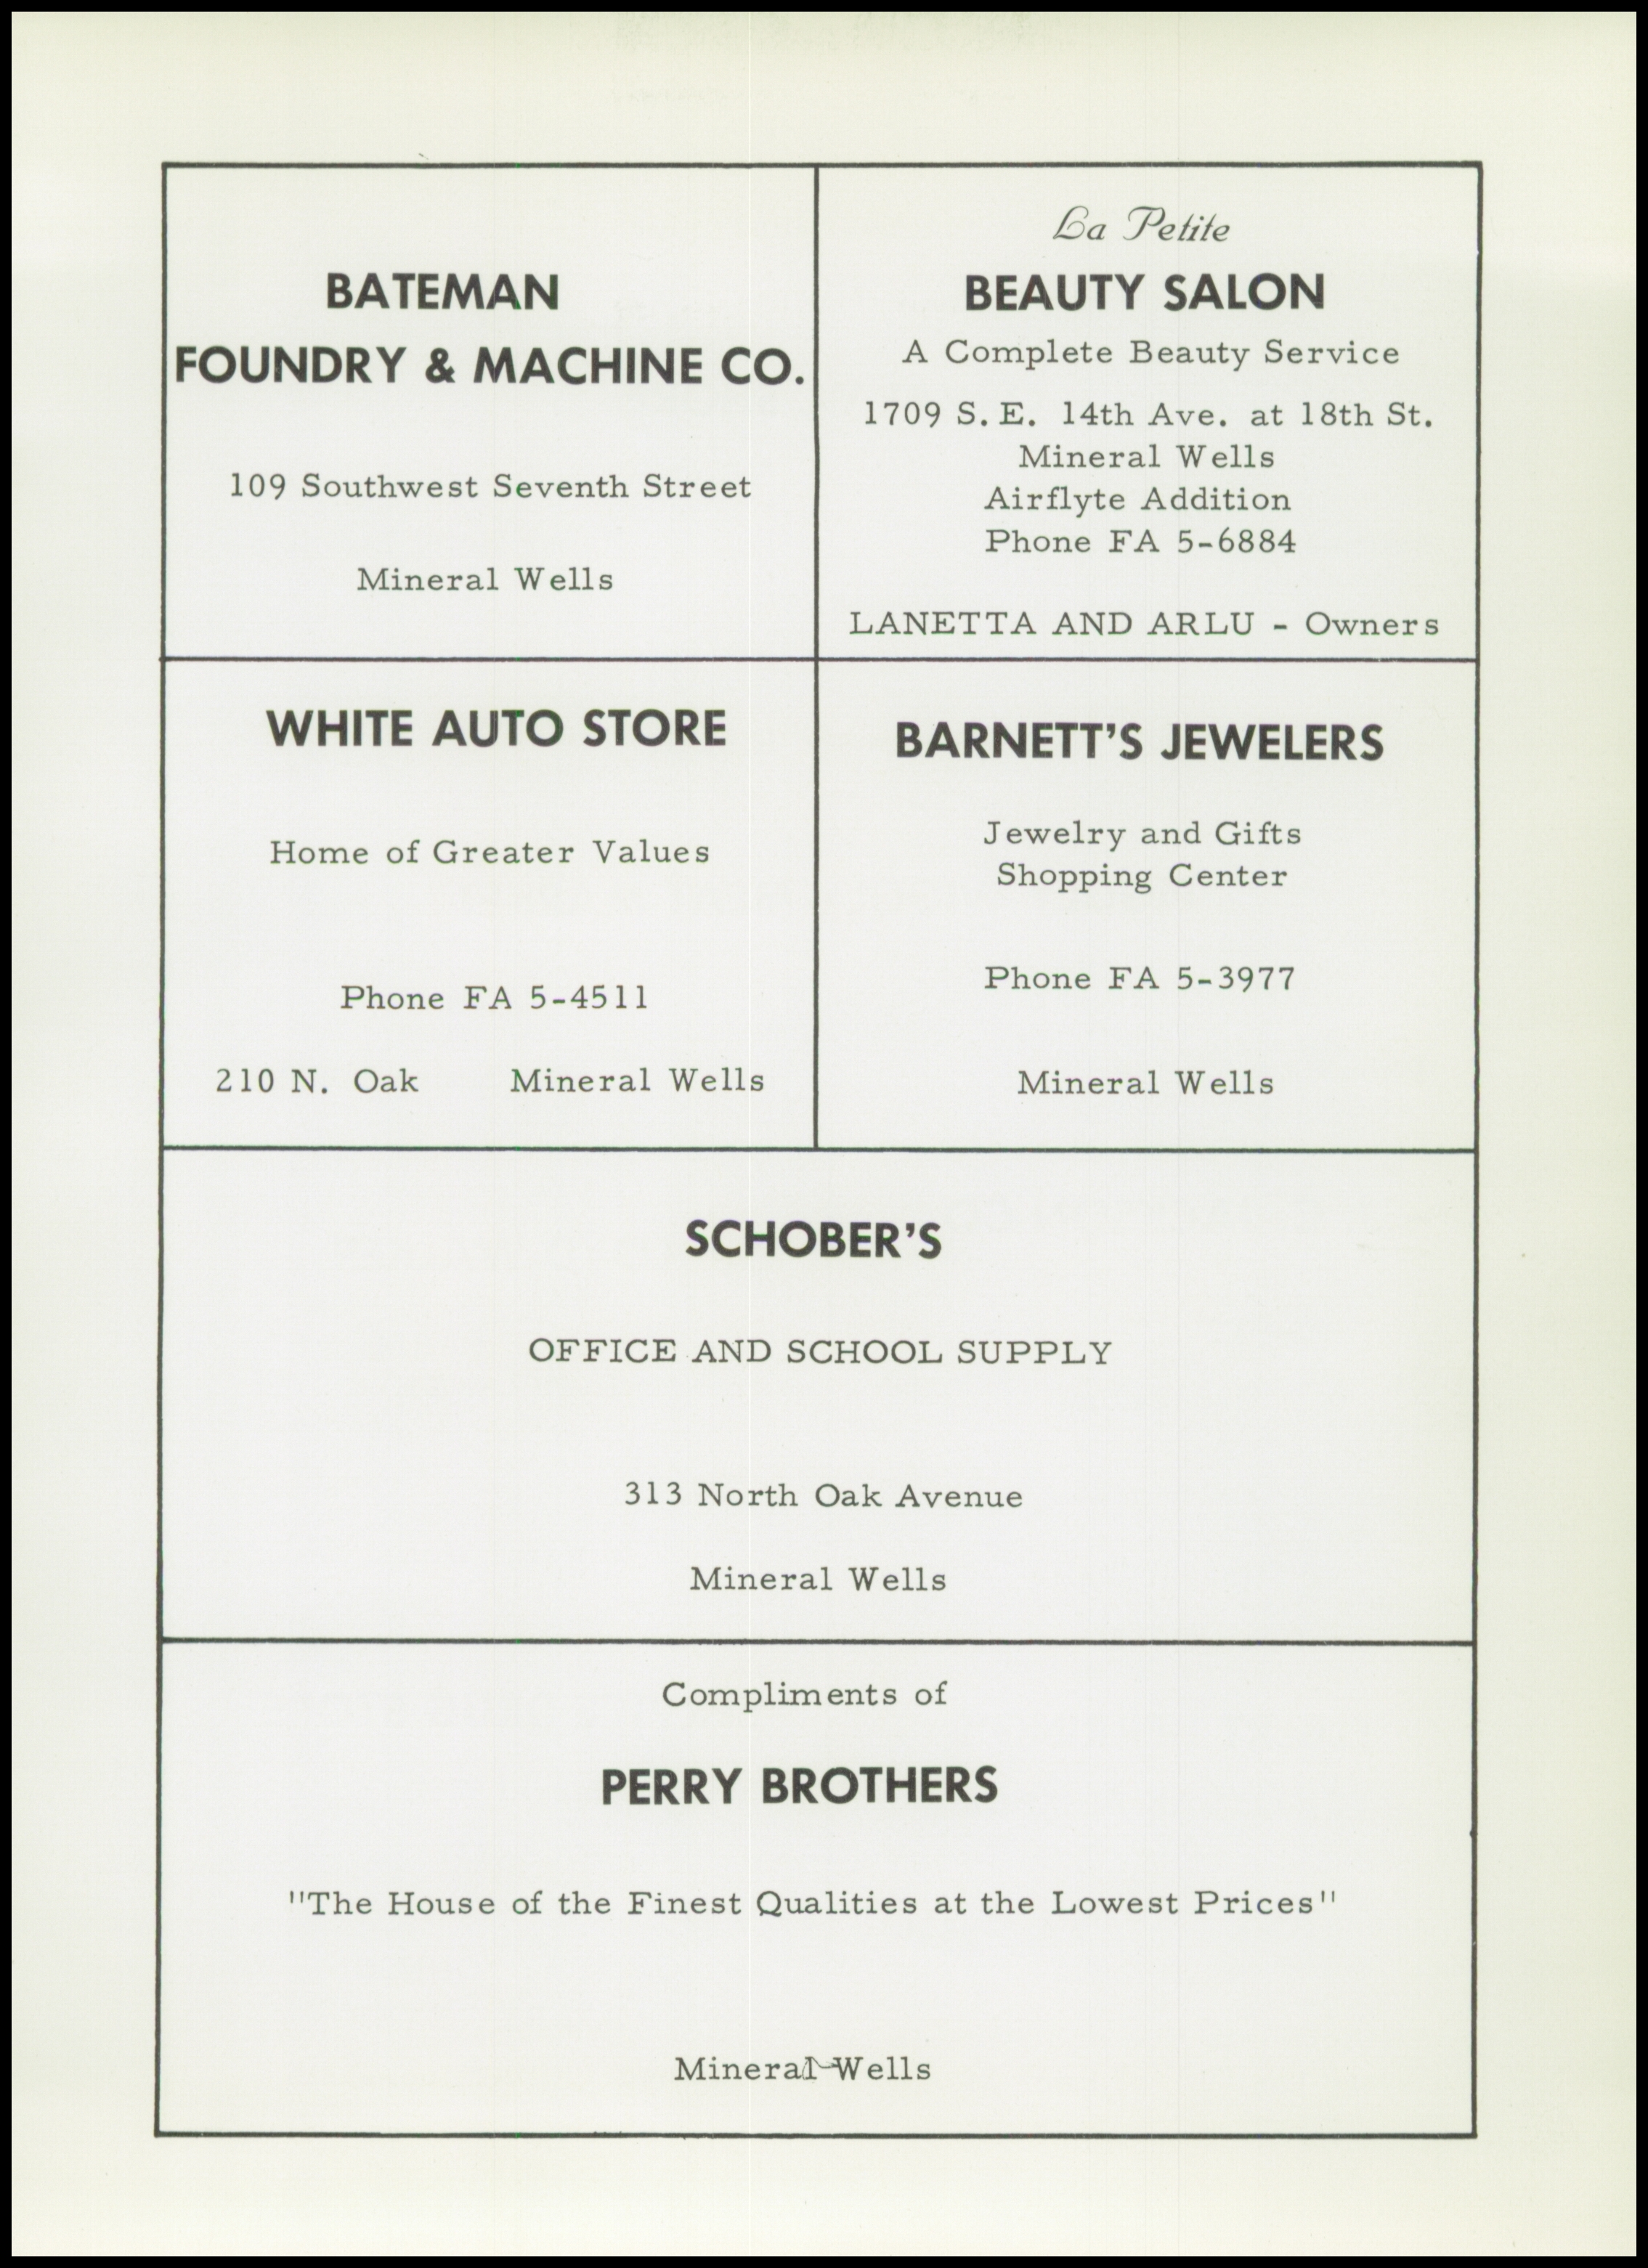 BATEMAN
FOUNDRY & MACHINE CO.
109 Southwest Seventh Street
Mineral Wells
La Petite
BEAUTY SALON
A Complete Beauty Service
1709 S.E. 14th Ave. at 18th St.
Mineral Wells
Airflyte Addition
Phone FA 5-6884
LANETTA AND ARLU - Owners
WHITE AUTO STORE
Home of Greater Values
Phone FA 5-4511
210 N. Oak Mineral Wells
BARNETT'S JEWELERS
Jewelry and Gifts
Shopping Center
Phone FA 5-3977
Mineral Wells
SCHOBER'S
OFFICE AND SCHOOL SUPPLY
313 North Oak Avenue
Mineral Wells
Compliments of
PERRY BROTHERS
"The House of the Finest Qualities at the Lowest Prices"
Mineral Wells